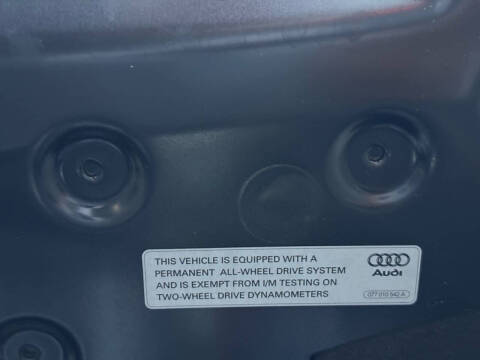 THIS VEHICLE IS EQUIPPED WITH A
PERMANENT ALL-WHEEL DRIVE SYSTEM
AND IS EXEMPT FROM I/M TESTING ON
TWO-WHEEL DRIVE DYNAMOMETERS
Audi
077 010 542 A